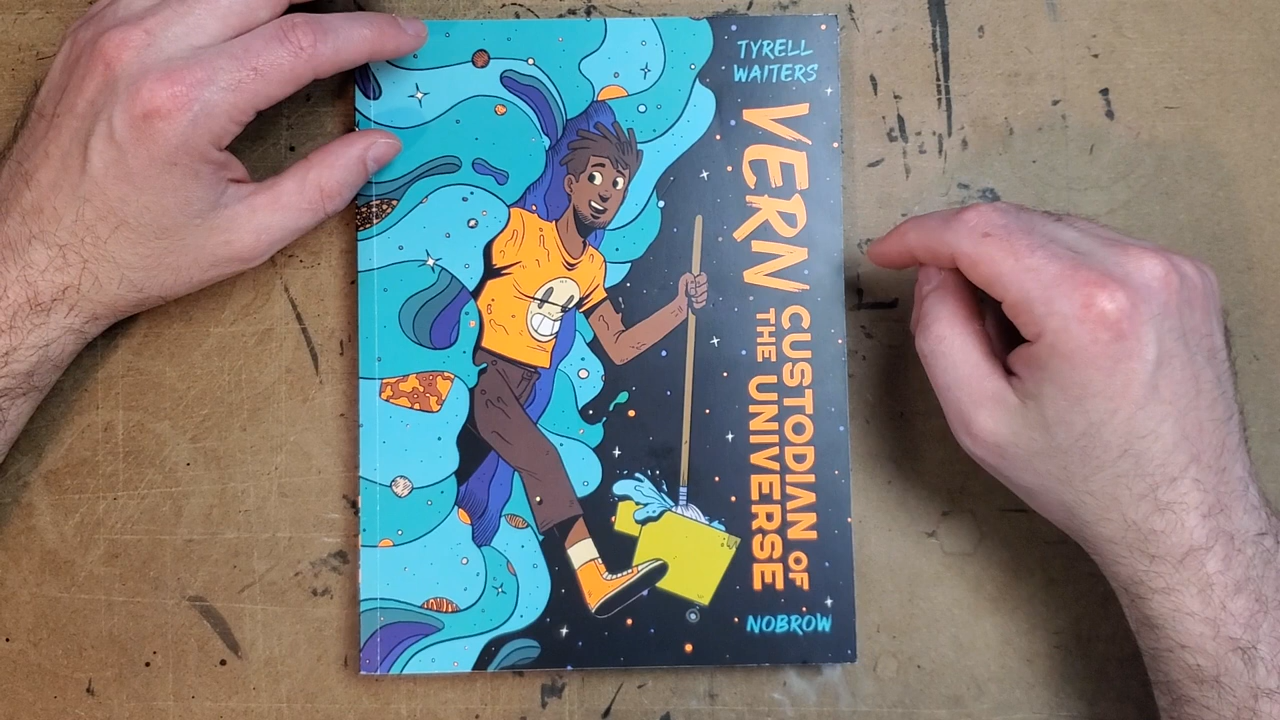 TYRELL
WAITERS
VERN
CUSTODIAN OF
THE UNIVERSE
NOBROW